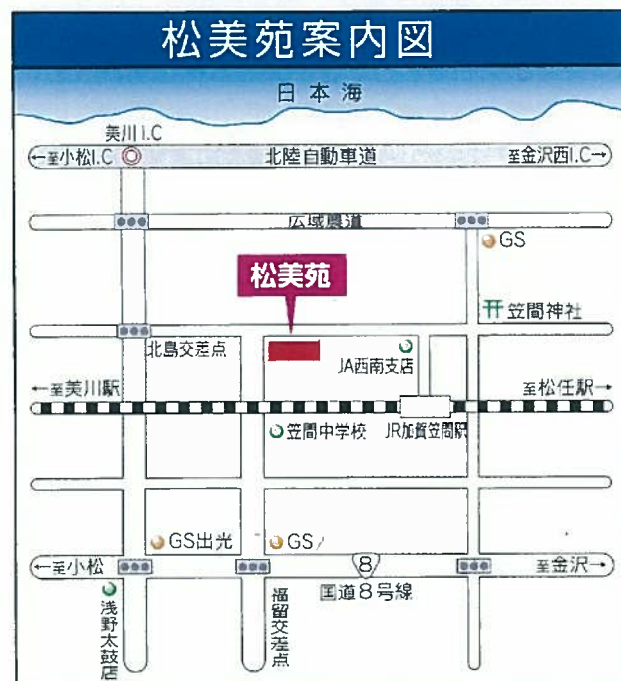 松美苑案内図
日本海
美川I.C
←至小松I.C
北陸自動車道
至金沢西I.C→
広域農道
GS
松美苑
笠間神社
北島交差点
JA西南支店
←至美川駅
至松任駅→
笠間中学校
JR加賀笠間駅
GS出光
GS
←至小松
8
至金沢→
国道8号線
浅野太鼓店
福留交差点